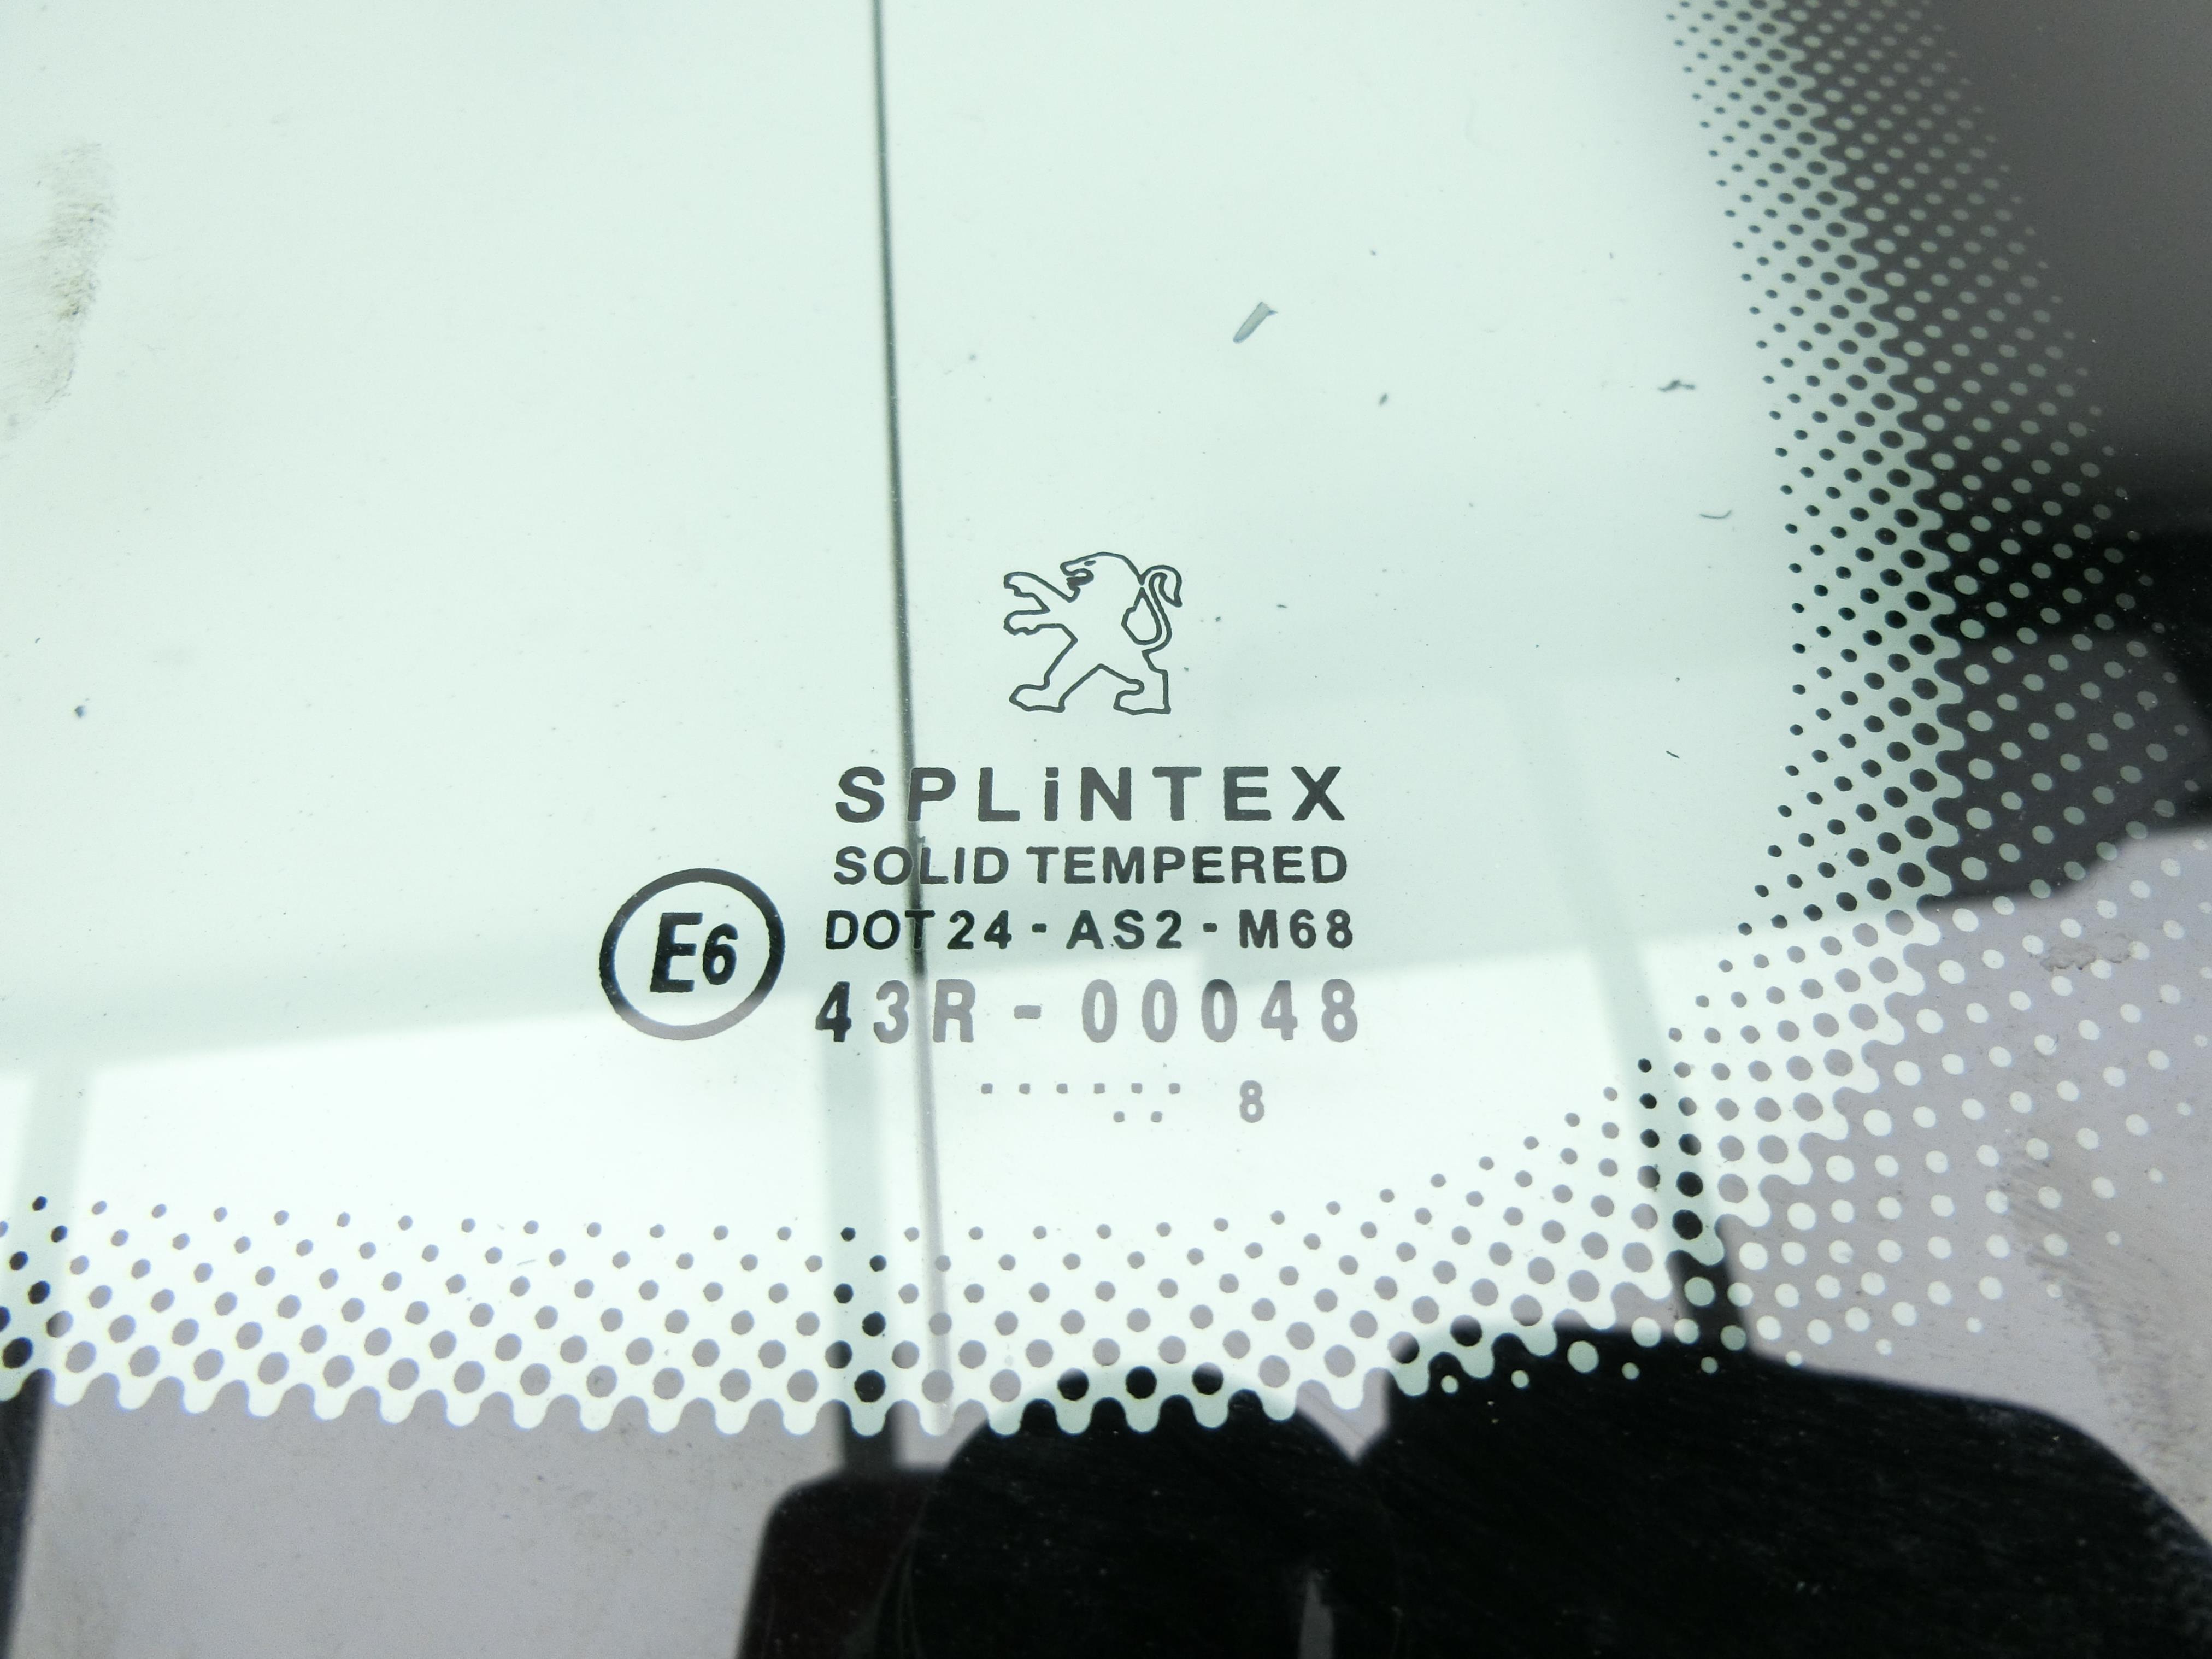 SPLiNTEX
SOLID TEMPERED
E6
DOT 24 - AS2 - M68
43R - 00048
. . . . . . . . 8